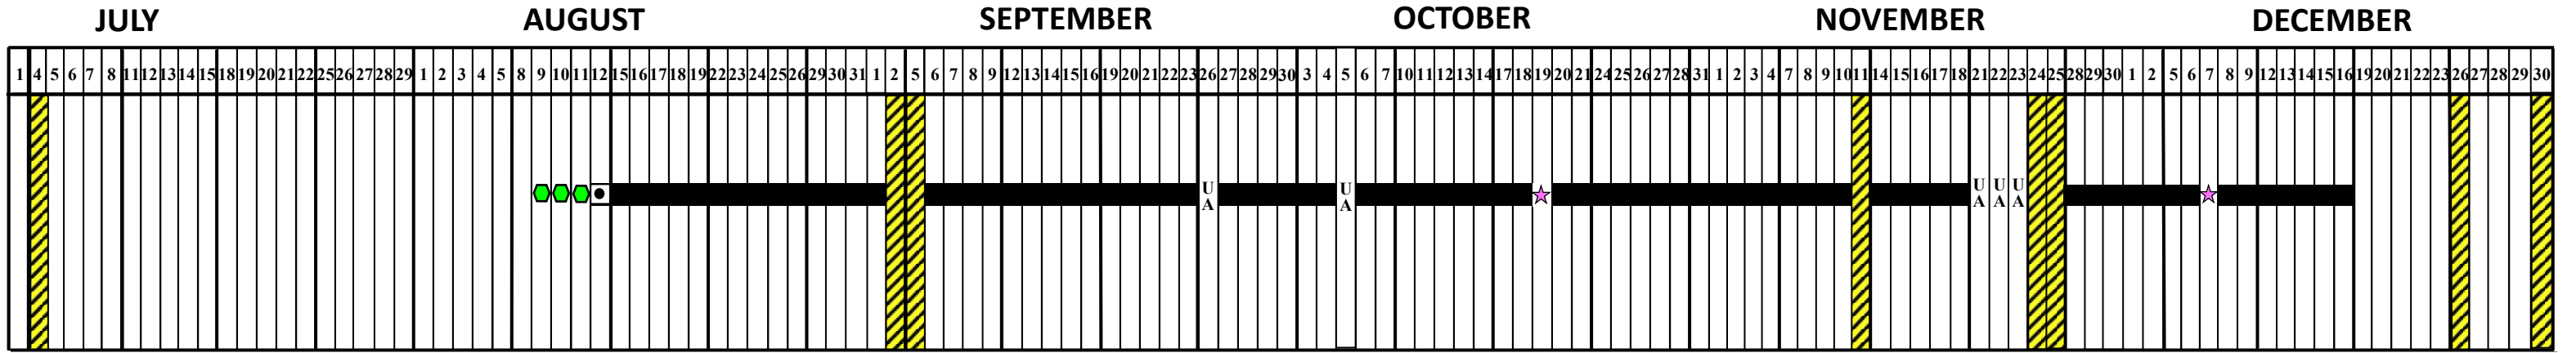 JULY AUGUST SEPTEMBER OCTOBER NOVEMBER DECEMBER
1 4 5 6 7 8 11 12 13 14 15 18 19 20 21 22 25 26 27 28 29 1 2 3 4 5 8 9 10 11 12 15 16 17 18 19 22 23 24 25 26 29 30 31 1 2 5 6 7 8 9 12 13 14 15 16 19 20 21 22 23 26 27 28 29 30 3 4 5 6 7 10 11 12 13 14 17 18 19 20 21 24 25 26 27 28 31 1 2 3 4 7 8 9 10 11 14 15 16 17 18 21 22 23 24 25 28 29 30 1 2 5 6 7 8 9 12 13 14 15 16 19 20 21 22 23 26 27 28 29 30
U U U U U
A A A A A